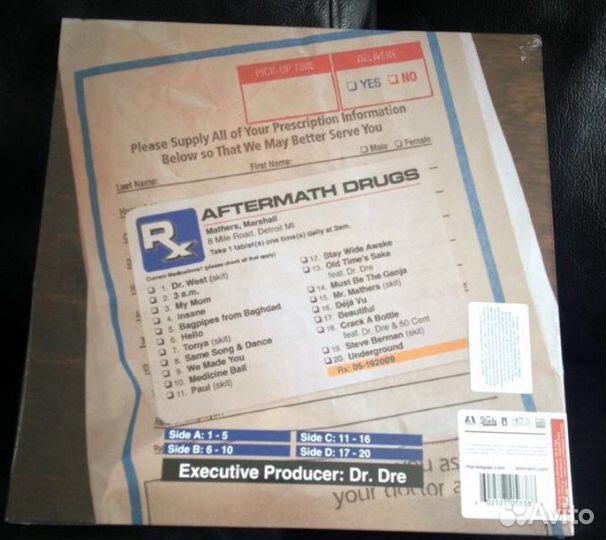 PICK-UP TIME
DELIVERY
YES NO
Please Supply All of Your Prescription Information
Below so That We May Better Serve You
Male Female
Last Name:
First Name:
Rx
AFTERMATH DRUGS
Mathers, Marshall
8 Mile Road, Detroit MI
Take 1 tablet(s) one time(s) daily at 3am.
Current Medications? (please check all that apply)
1. Dr. West (skit)
2. 3 a.m.
3. My Mom
4. Insane
5. Bagpipes from Baghdad
6. Hello
7. Tonya (skit)
8. Same Song & Dance
9. We Made You
10. Medicine Ball
11. Paul (skit)
12. Stay Wide Awake
13. Old Time's Sake
feat. Dr. Dre
14. Must Be The Ganja
15. Mr. Mathers (skit)
16. Déjà Vu
17. Beautiful
18. Crack A Bottle
feat. Dr. Dre & 50 Cent
19. Steve Berman (skit)
20. Underground
Rx: 05-192009
Side A: 1 - 5
Side C: 11 - 16
Side B: 6 - 10
Side D: 17 - 20
Executive Producer: Dr. Dre
you as
your doctor a
Avito